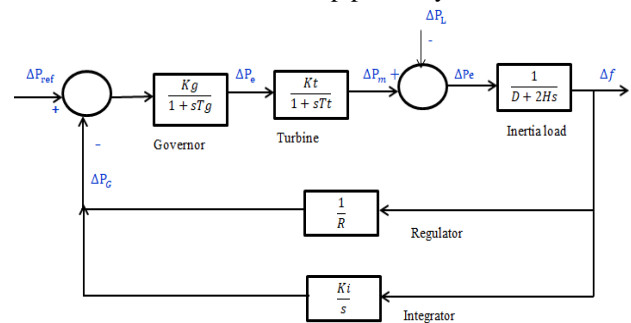 ΔP_L
-
ΔP_ref
+
Kg
1 + sTg
ΔP_e
Kt
1 + sTt
ΔP_m +
ΔPe
1
D + 2Hs
Δf
Governor
Turbine
Inertia load
-
ΔP_G
1
R
Regulator
Ki
s
Integrator